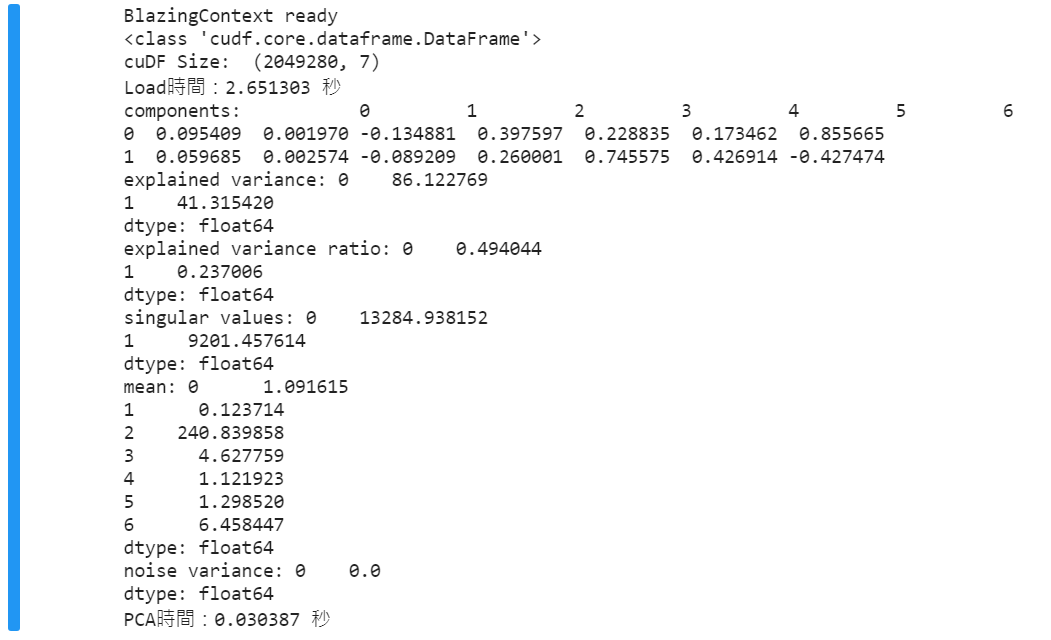 BlazingContext ready
<class 'cudf.core.dataframe.DataFrame'>
cuDF Size:  (2049280, 7)
Load時間：2.651303 秒
components:           0         1         2         3         4         5         6
0  0.095409  0.001970 -0.134881  0.397597  0.228835  0.173462  0.855665
1  0.059685  0.002574 -0.089209  0.260001  0.745575  0.426914 -0.427474
explained variance: 0    86.122769
1    41.315420
dtype: float64
explained variance ratio: 0    0.494044
1    0.237006
dtype: float64
singular values: 0    13284.938152
1     9201.457614
dtype: float64
mean: 0      1.091615
1      0.123714
2    240.839858
3      4.627759
4      1.121923
5      1.298520
6      6.458447
dtype: float64
noise variance: 0    0.0
dtype: float64
PCA時間：0.030387 秒